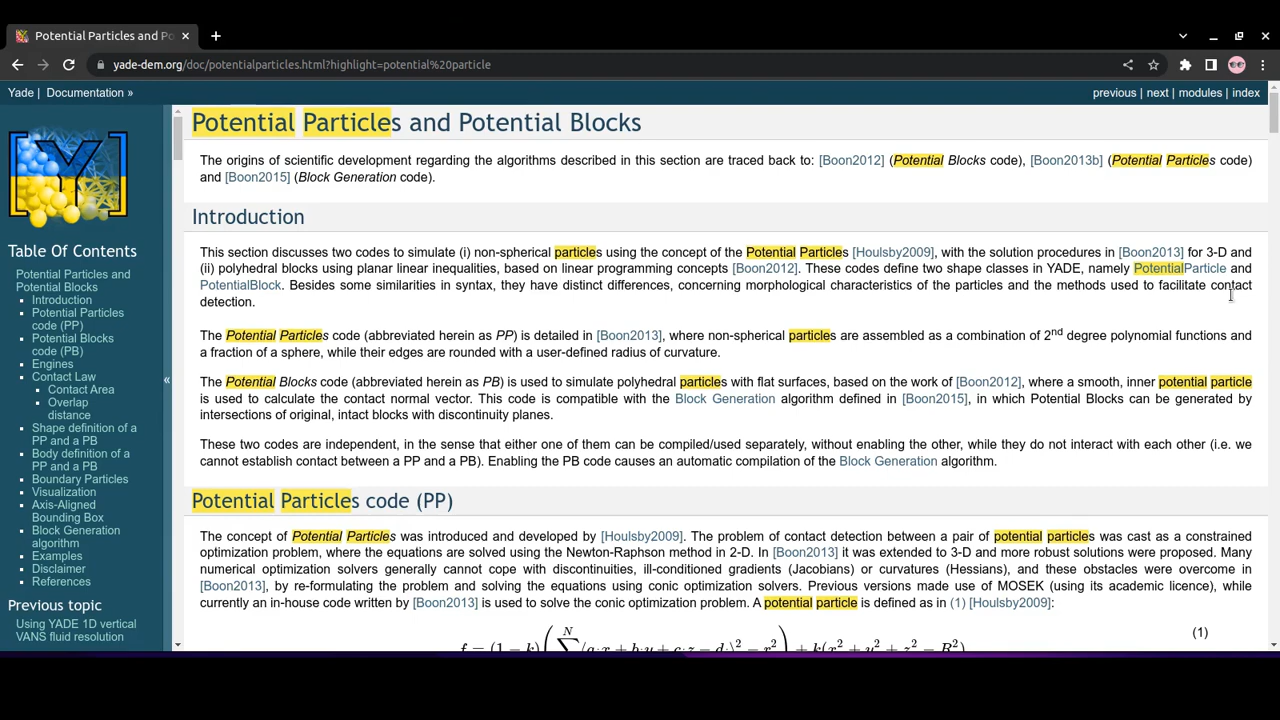 Potential Particles and Po
yade-dem.org/doc/potentialparticles.html?highlight=potential%20particle
Yade | Documentation »
previous | next | modules | index
Table Of Contents
Potential Particles and
Potential Blocks
Introduction
Potential Particles
code (PP)
Potential Blocks
code (PB)
Engines
Contact Law
Contact Area
Overlap
distance
Shape definition of a
PP and a PB
Body definition of a
PP and a PB
Boundary Particles
Visualization
Axis-Aligned
Bounding Box
Block Generation
algorithm
Examples
Disclaimer
References
Previous topic
Using YADE 1D vertical
VANS fluid resolution
«
Potential Particles and Potential Blocks
The origins of scientific development regarding the algorithms described in this section are traced back to: [Boon2012] (Potential Blocks code), [Boon2013b] (Potential Particles code)
and [Boon2015] (Block Generation code).
Introduction
This section discusses two codes to simulate (i) non-spherical particles using the concept of the Potential Particles [Houlsby2009], with the solution procedures in [Boon2013] for 3-D and
(ii) polyhedral blocks using planar linear inequalities, based on linear programming concepts [Boon2012]. These codes define two shape classes in YADE, namely PotentialParticle and
PotentialBlock. Besides some similarities in syntax, they have distinct differences, concerning morphological characteristics of the particles and the methods used to facilitate contact
detection.
The Potential Particles code (abbreviated herein as PP) is detailed in [Boon2013], where non-spherical particles are assembled as a combination of 2nd degree polynomial functions and
a fraction of a sphere, while their edges are rounded with a user-defined radius of curvature.
The Potential Blocks code (abbreviated herein as PB) is used to simulate polyhedral particles with flat surfaces, based on the work of [Boon2012], where a smooth, inner potential particle
is used to calculate the contact normal vector. This code is compatible with the Block Generation algorithm defined in [Boon2015], in which Potential Blocks can be generated by
intersections of original, intact blocks with discontinuity planes.
These two codes are independent, in the sense that either one of them can be compiled/used separately, without enabling the other, while they do not interact with each other (i.e. we
cannot establish contact between a PP and a PB). Enabling the PB code causes an automatic compilation of the Block Generation algorithm.
Potential Particles code (PP)
The concept of Potential Particles was introduced and developed by [Houlsby2009]. The problem of contact detection between a pair of potential particles was cast as a constrained
optimization problem, where the equations are solved using the Newton-Raphson method in 2-D. In [Boon2013] it was extended to 3-D and more robust solutions were proposed. Many
numerical optimization solvers generally cannot cope with discontinuities, ill-conditioned gradients (Jacobians) or curvatures (Hessians), and these obstacles were overcome in
[Boon2013], by re-formulating the problem and solving the equations using conic optimization solvers. Previous versions made use of MOSEK (using its academic licence), while
currently an in-house code written by [Boon2013] is used to solve the conic optimization problem. A potential particle is defined as in (1) [Houlsby2009]:
(1)